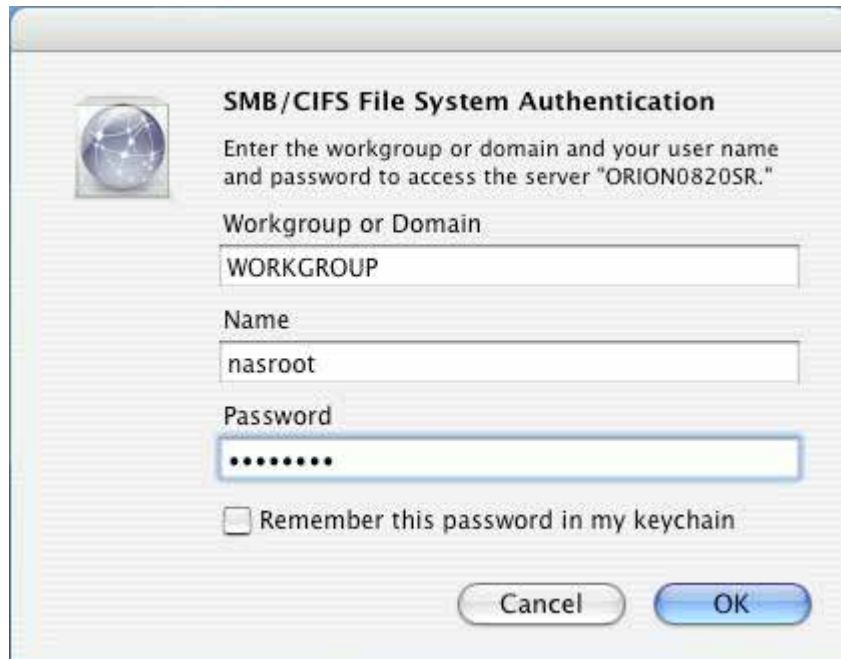 SMB/CIFS File System Authentication
Enter the workgroup or domain and your user name
and password to access the server "ORION0820SR."
Workgroup or Domain
WORKGROUP
Name
nasroot
Password
••••••••
Remember this password in my keychain
Cancel
OK